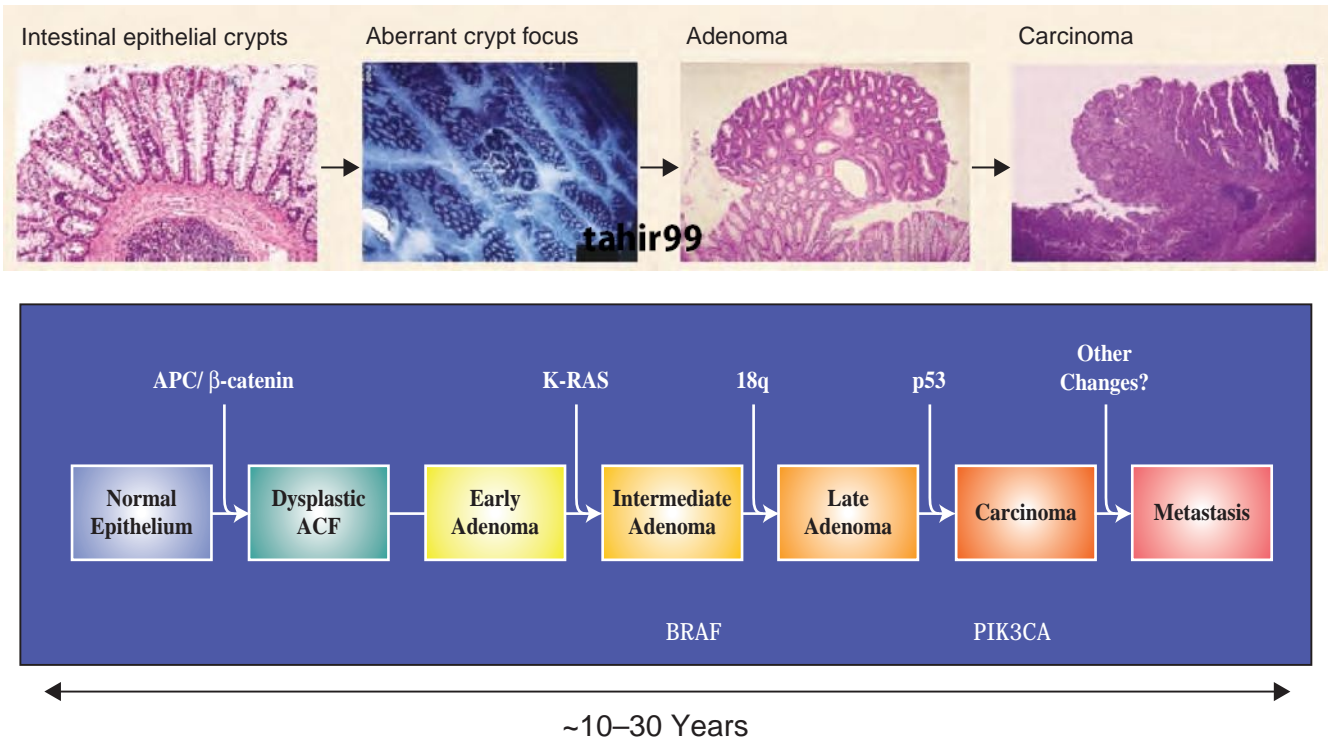 Intestinal epithelial crypts
Aberrant crypt focus
Adenoma
Carcinoma
tahir99
APC/ β-catenin
K-RAS
18q
p53
Other
Changes?
Normal
Epithelium
Dysplastic
ACF
Early
Adenoma
Intermediate
Adenoma
Late
Adenoma
Carcinoma
Metastasis
BRAF
PIK3CA
~10–30 Years